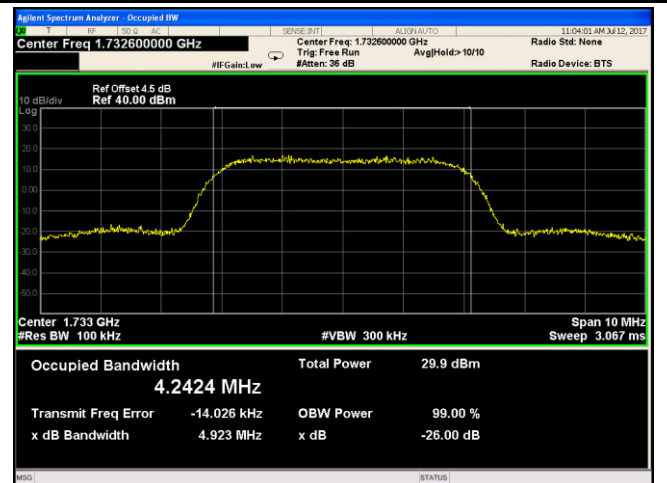 Agilent Spectrum Analyzer - Occupied BW
T RF 50 Ω AC SENSE:INT ALIGN AUTO 11:04:01 AM Jul 12, 2017
Center Freq 1.732600000 GHz Center Freq: 1.732600000 GHz Radio Std: None
Trig: Free Run Avg|Hold:> 10/10
#IFGain:Low #Atten: 36 dB Radio Device: BTS
Ref Offset 4.5 dB
10 dB/div Ref 40.00 dBm
Log
30.0
20.0
10.0
0.00
-10.0
-20.0
-30.0
-40.0
-50.0
Center 1.733 GHz Span 10 MHz
#Res BW 100 kHz #VBW 300 kHz Sweep 3.067 ms
Occupied Bandwidth Total Power 29.9 dBm
4.2424 MHz
Transmit Freq Error -14.026 kHz OBW Power 99.00 %
x dB Bandwidth 4.923 MHz x dB -26.00 dB
MSG STATUS